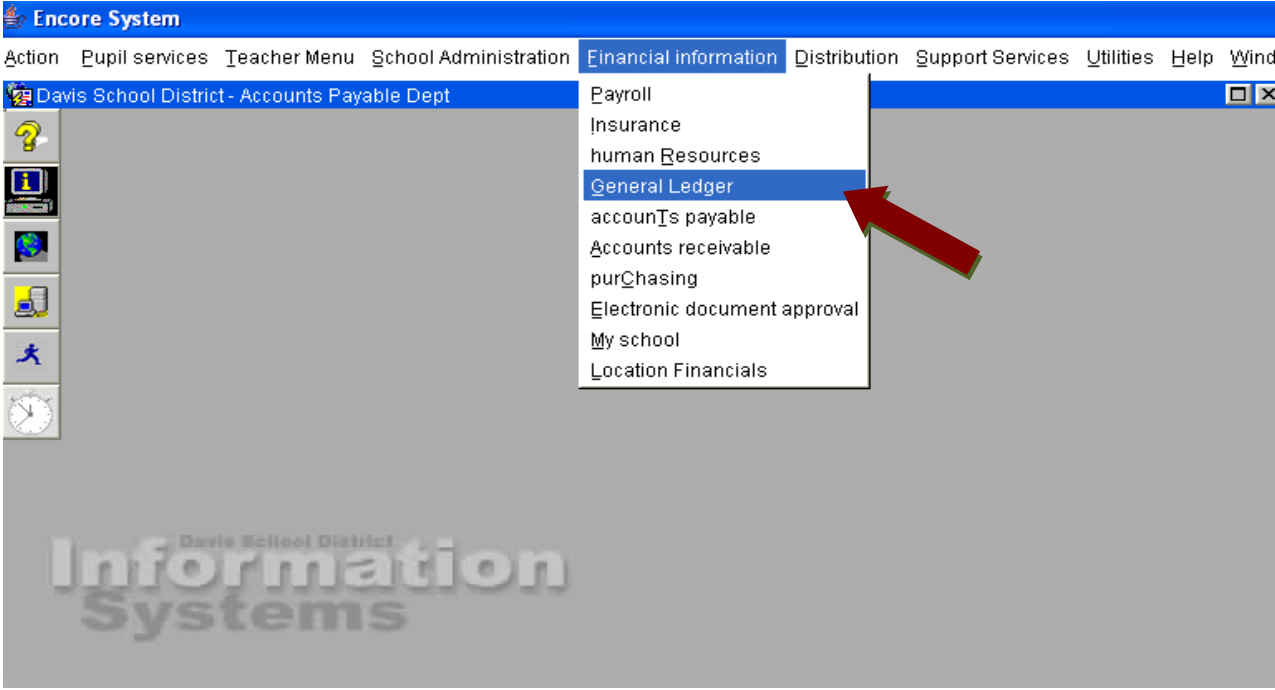 Encore System
Action Pupil services Teacher Menu School Administration Financial information Distribution Support Services Utilities Help Wind
Davis School District - Accounts Payable Dept
Payroll
Insurance
human Resources
General Ledger
accounTs payable
Accounts receivable
purChasing
Electronic document approval
My school
Location Financials
Davis School District
Information
Systems